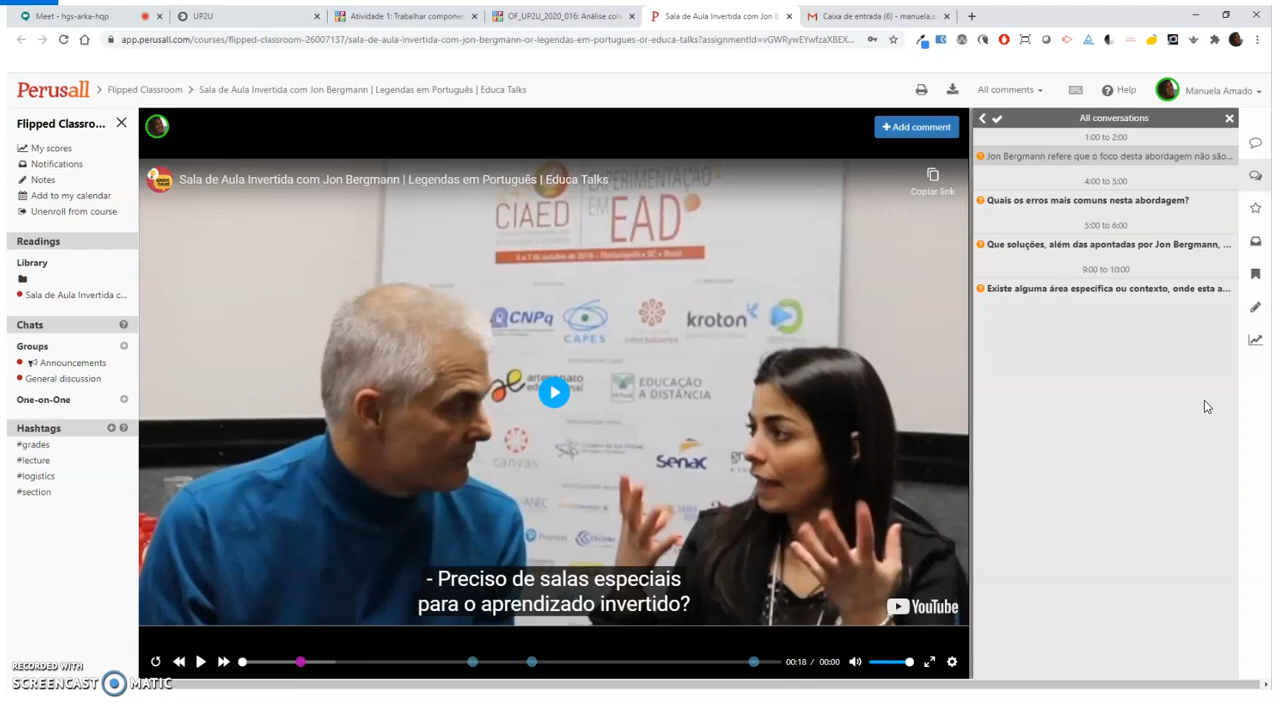 Meet - hgs-arka-hqp
UP2U
Atividade 1: Trabalhar componen
OF_UP2U_2020_016: Análise cola
Sala de Aula Invertida com Jon B
Caixa de entrada (6) - manuela.a
app.perusall.com/courses/flipped-classroom-26007137/sala-de-aula-invertida-com-jon-bergmann-or-legendas-em-portugues-or-educa-talks?assignmentId=vGWRywEYwfzaXBEX...
Perusall
Flipped Classroom
Sala de Aula Invertida com Jon Bergmann | Legendas em Português | Educa Talks
All comments
Help
Manuela Amado
Flipped Classro...
My scores
Notifications
Notes
Add to my calendar
Unenroll from course
Readings
Library
Sala de Aula Invertida c...
Chats
Groups
Announcements
General discussion
One-on-One
Hashtags
#grades
#lecture
#logistics
#section
+ Add comment
Sala de Aula Invertida com Jon Bergmann | Legendas em Português | Educa Talks
Copiar link
CIAED
EXPERIMENTAÇÃO
EM
EAD
CNPq
CAPES
kroton
EDUCAÇÃO
A DISTÂNCIA
canvas
Senac
- Preciso de salas especiais
para o aprendizado invertido?
YouTube
00:18 / 00:00
All conversations
1:00 to 2:00
Jon Bergmann refere que o foco desta abordagem não são...
4:00 to 5:00
Quais os erros mais comuns nesta abordagem?
5:00 to 6:00
Que soluções, além das apontadas por Jon Bergmann, ...
9:00 to 10:00
Existe alguma área específica ou contexto, onde esta a...
RECORDED WITH
SCREENCAST MATIC